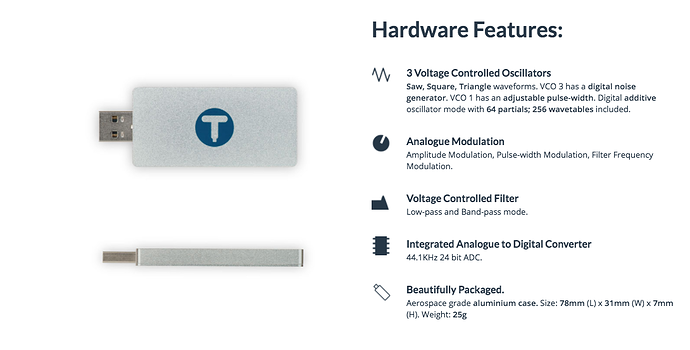 Hardware Features:
3 Voltage Controlled Oscillators
Saw, Square, Triangle waveforms. VCO 3 has a digital noise
generator. VCO 1 has an adjustable pulse-width. Digital additive
oscillator mode with 64 partials; 256 wavetables included.
T
Analogue Modulation
Amplitude Modulation, Pulse-width Modulation, Filter Frequency
Modulation.
Voltage Controlled Filter
Low-pass and Band-pass mode.
Integrated Analogue to Digital Converter
44.1KHz 24 bit ADC.
Beautifully Packaged.
Aerospace grade aluminium case. Size: 78mm (L) x 31mm (W) x 7mm
(H). Weight: 25g